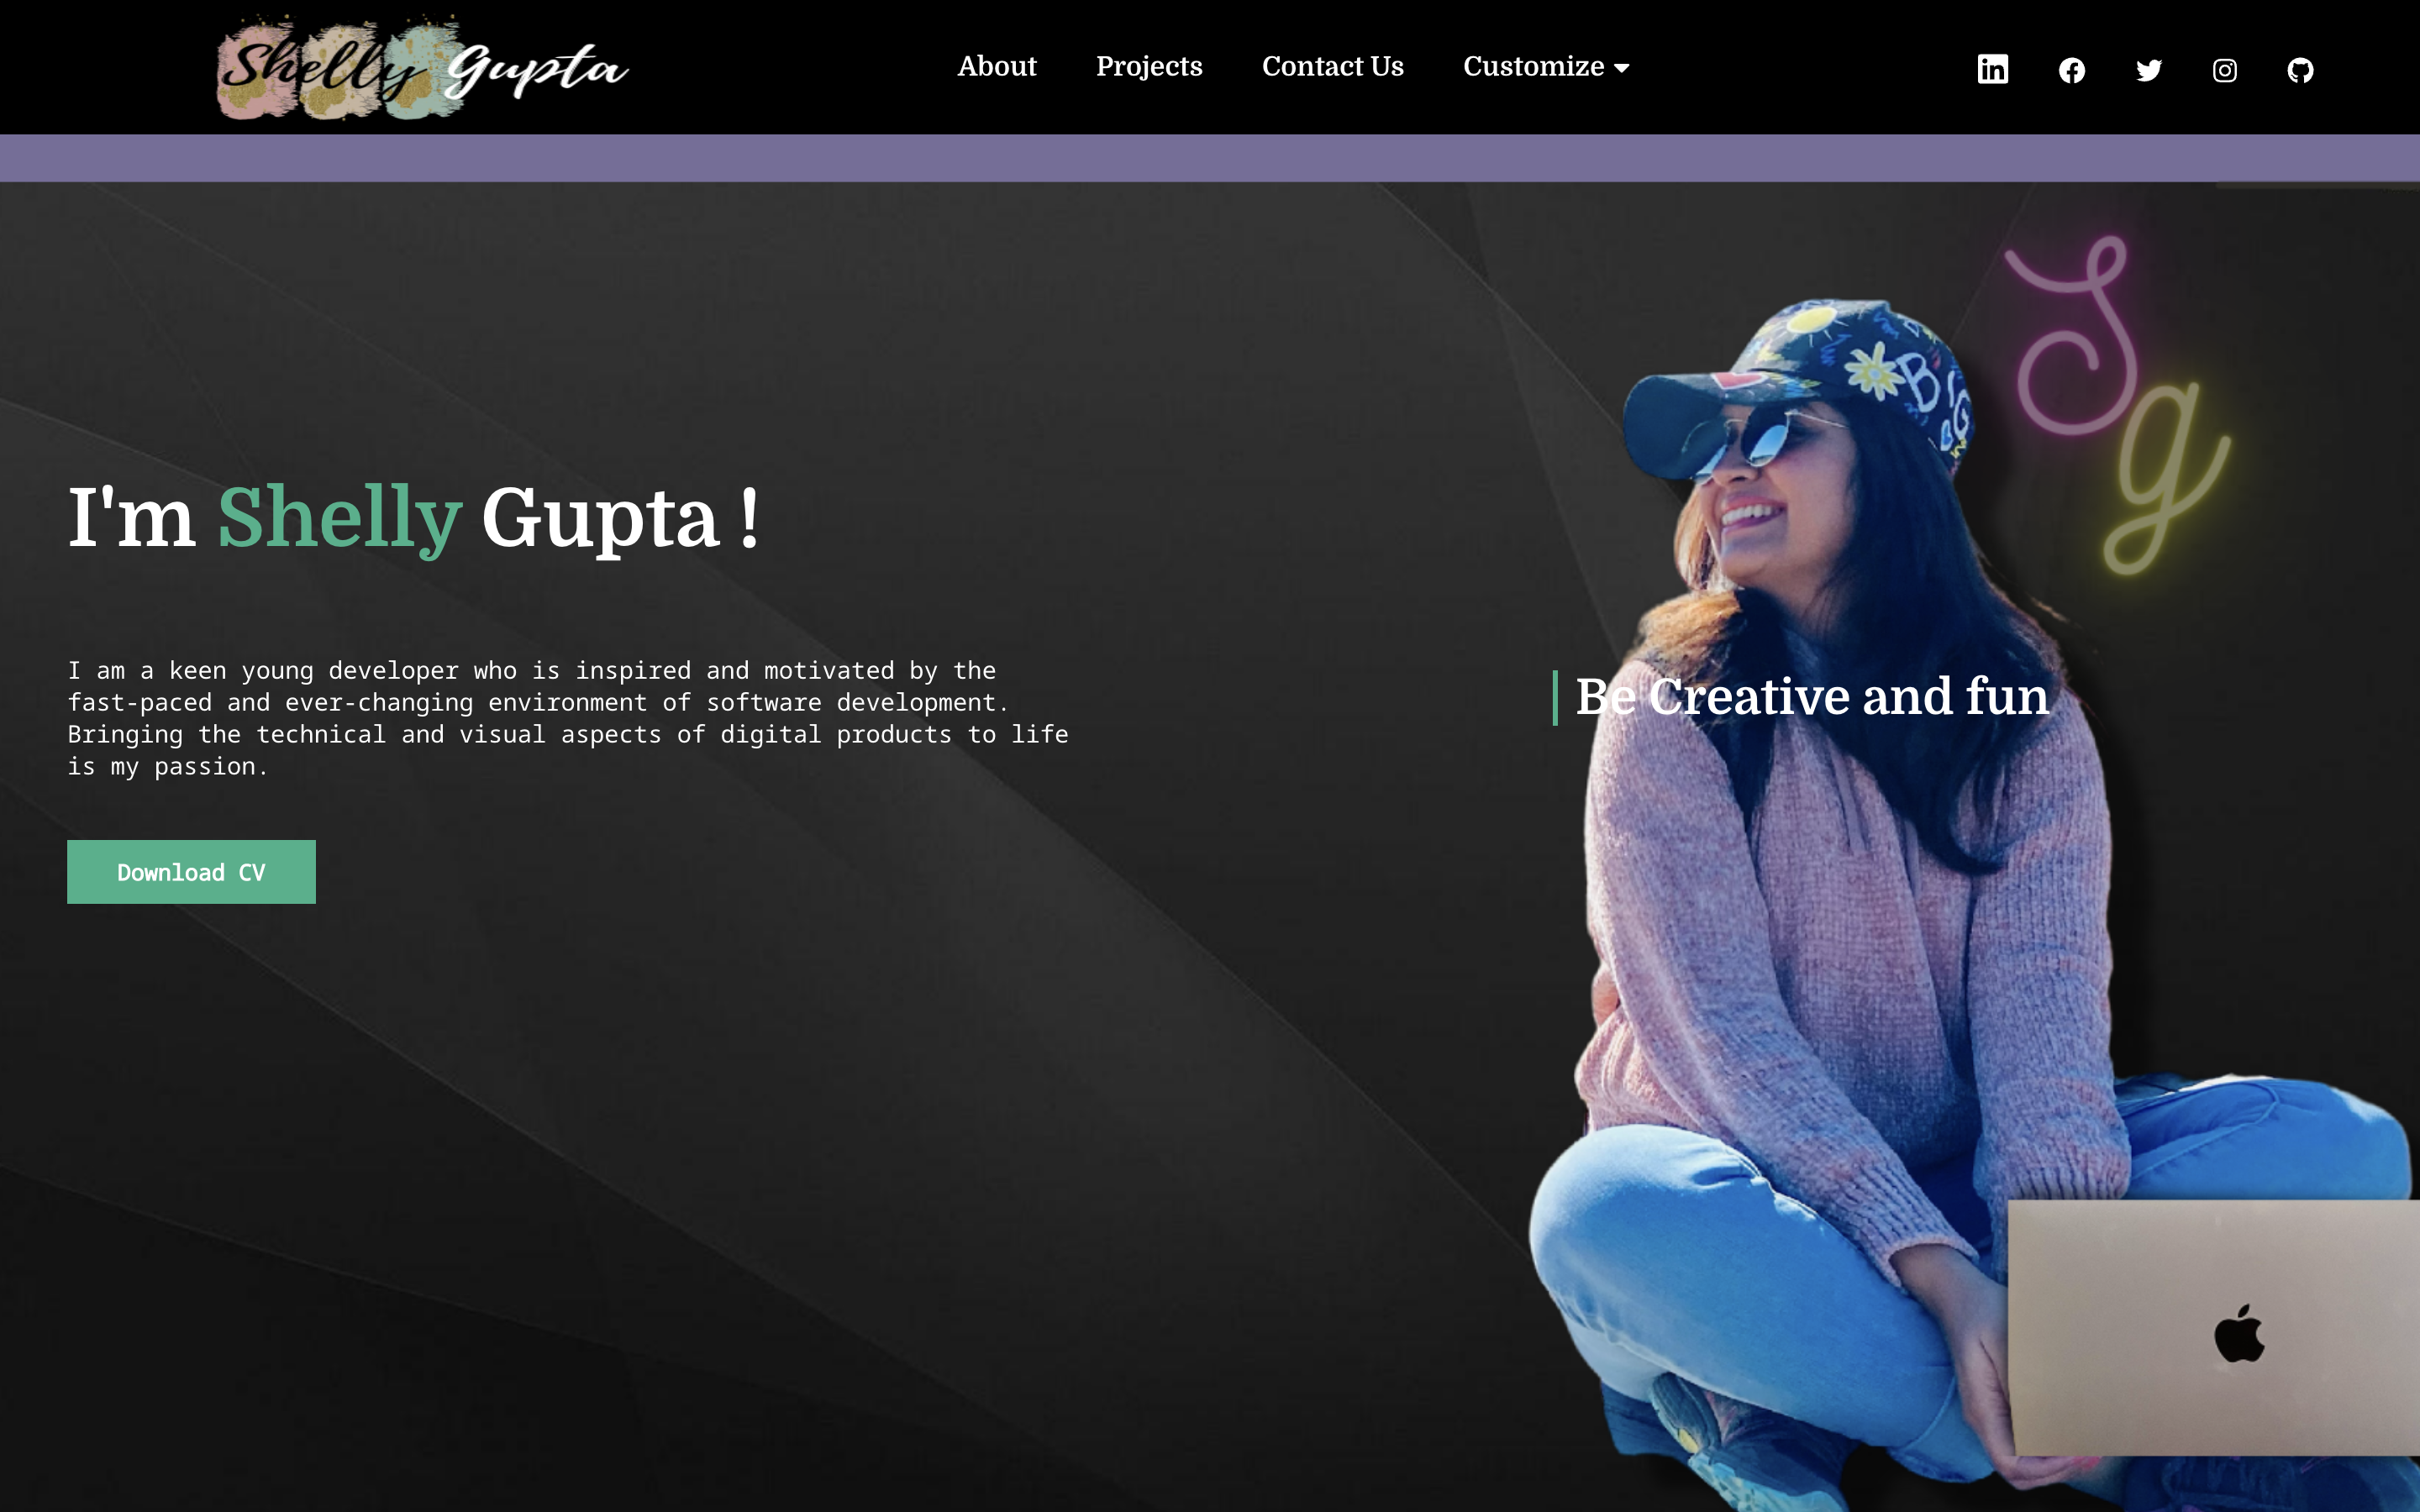 Shelly Gupta
About Projects Contact Us Customize
in
Sg
BIG
I'm Shelly Gupta !
I am a keen young developer who is inspired and motivated by the
fast-paced and ever-changing environment of software development.
Bringing the technical and visual aspects of digital products to life
is my passion.
Be Creative and fun
Download CV